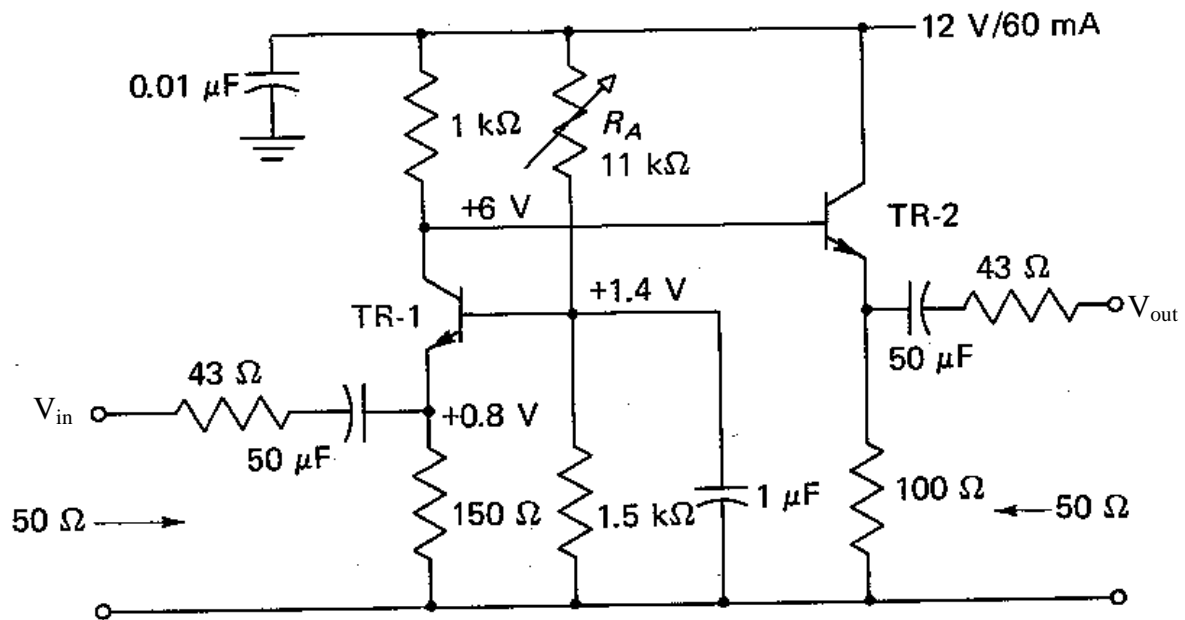 12 V/60 mA
0.01 μF
1 kΩ
R_A
11 kΩ
+6 V
TR-2
43 Ω
+1.4 V
TR-1
V_out
50 μF
43 Ω
V_in
+0.8 V
50 μF
50 Ω
150 Ω
1.5 kΩ
1 μF
100 Ω
50 Ω